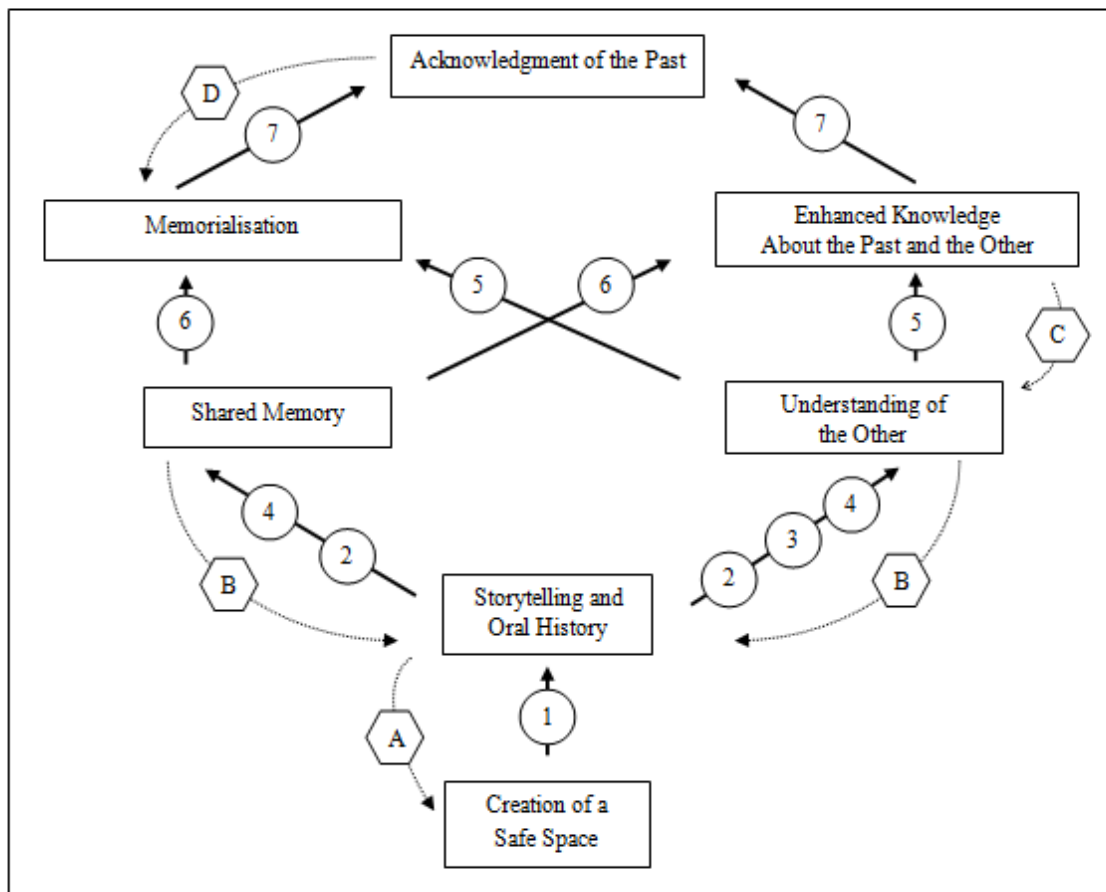 Acknowledgment of the Past
D
7
7
Memorialisation
Enhanced Knowledge
About the Past and the Other
5
6
6
5
C
Shared Memory
Understanding of
the Other
4
2
4
3
2
B
B
Storytelling and
Oral History
1
A
Creation of a
Safe Space